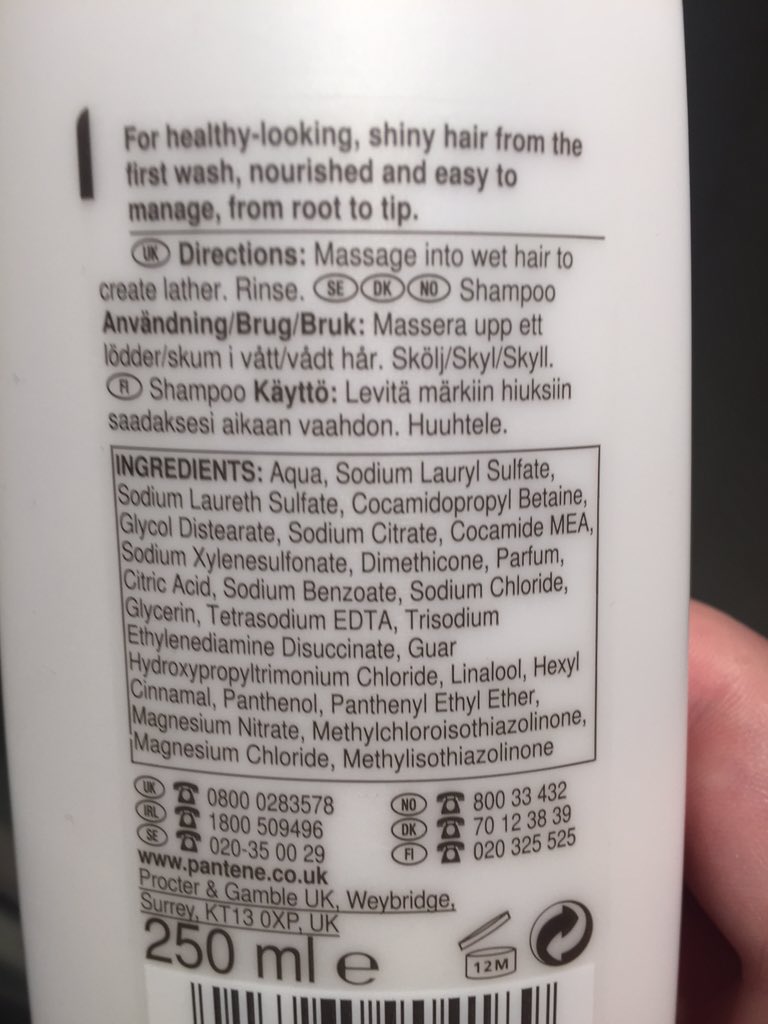 For healthy-looking, shiny hair from the
first wash, nourished and easy to
manage, from root to tip.
UK Directions: Massage into wet hair to
create lather. Rinse. SE DK NO Shampoo
Användning/Brug/Bruk: Massera upp ett
lödder/skum i vått/vådt hår. Skölj/Skyl/Skyll.
FI Shampoo Käyttö: Levitä märkiin hiuksiin
saadaksesi aikaan vaahdon. Huuhtele.
INGREDIENTS: Aqua, Sodium Lauryl Sulfate,
Sodium Laureth Sulfate, Cocamidopropyl Betaine,
Glycol Distearate, Sodium Citrate, Cocamide MEA,
Sodium Xylenesulfonate, Dimethicone, Parfum,
Citric Acid, Sodium Benzoate, Sodium Chloride,
Glycerin, Tetrasodium EDTA, Trisodium
Ethylenediamine Disuccinate, Guar
Hydroxypropyltrimonium Chloride, Linalool, Hexyl
Cinnamal, Panthenol, Panthenyl Ethyl Ether,
Magnesium Nitrate, Methylchloroisothiazolinone,
Magnesium Chloride, Methylisothiazolinone
UK 0800 0283578
IRL 1800 509496
SE 020-35 00 29
NO 800 33 432
DK 70 12 38 39
FI 020 325 525
www.pantene.co.uk
Procter & Gamble UK, Weybridge,
Surrey, KT13 0XP, UK
250 ml e
12M